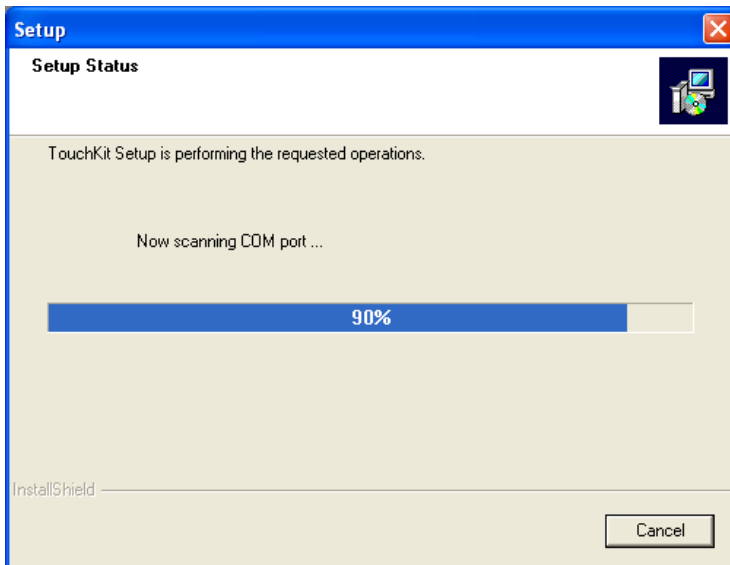 Setup
Setup Status
TouchKit Setup is performing the requested operations.
Now scanning COM port ...
90%
InstallShield
Cancel